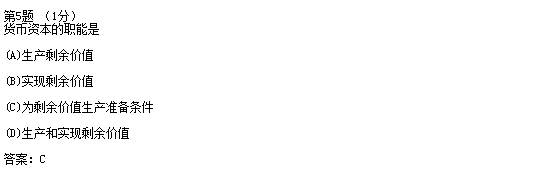 第5题 （1分）
货币资本的职能是
(A)生产剩余价值
(B)实现剩余价值
(C)为剩余价值生产准备条件
(D)生产和实现剩余价值
答案：C